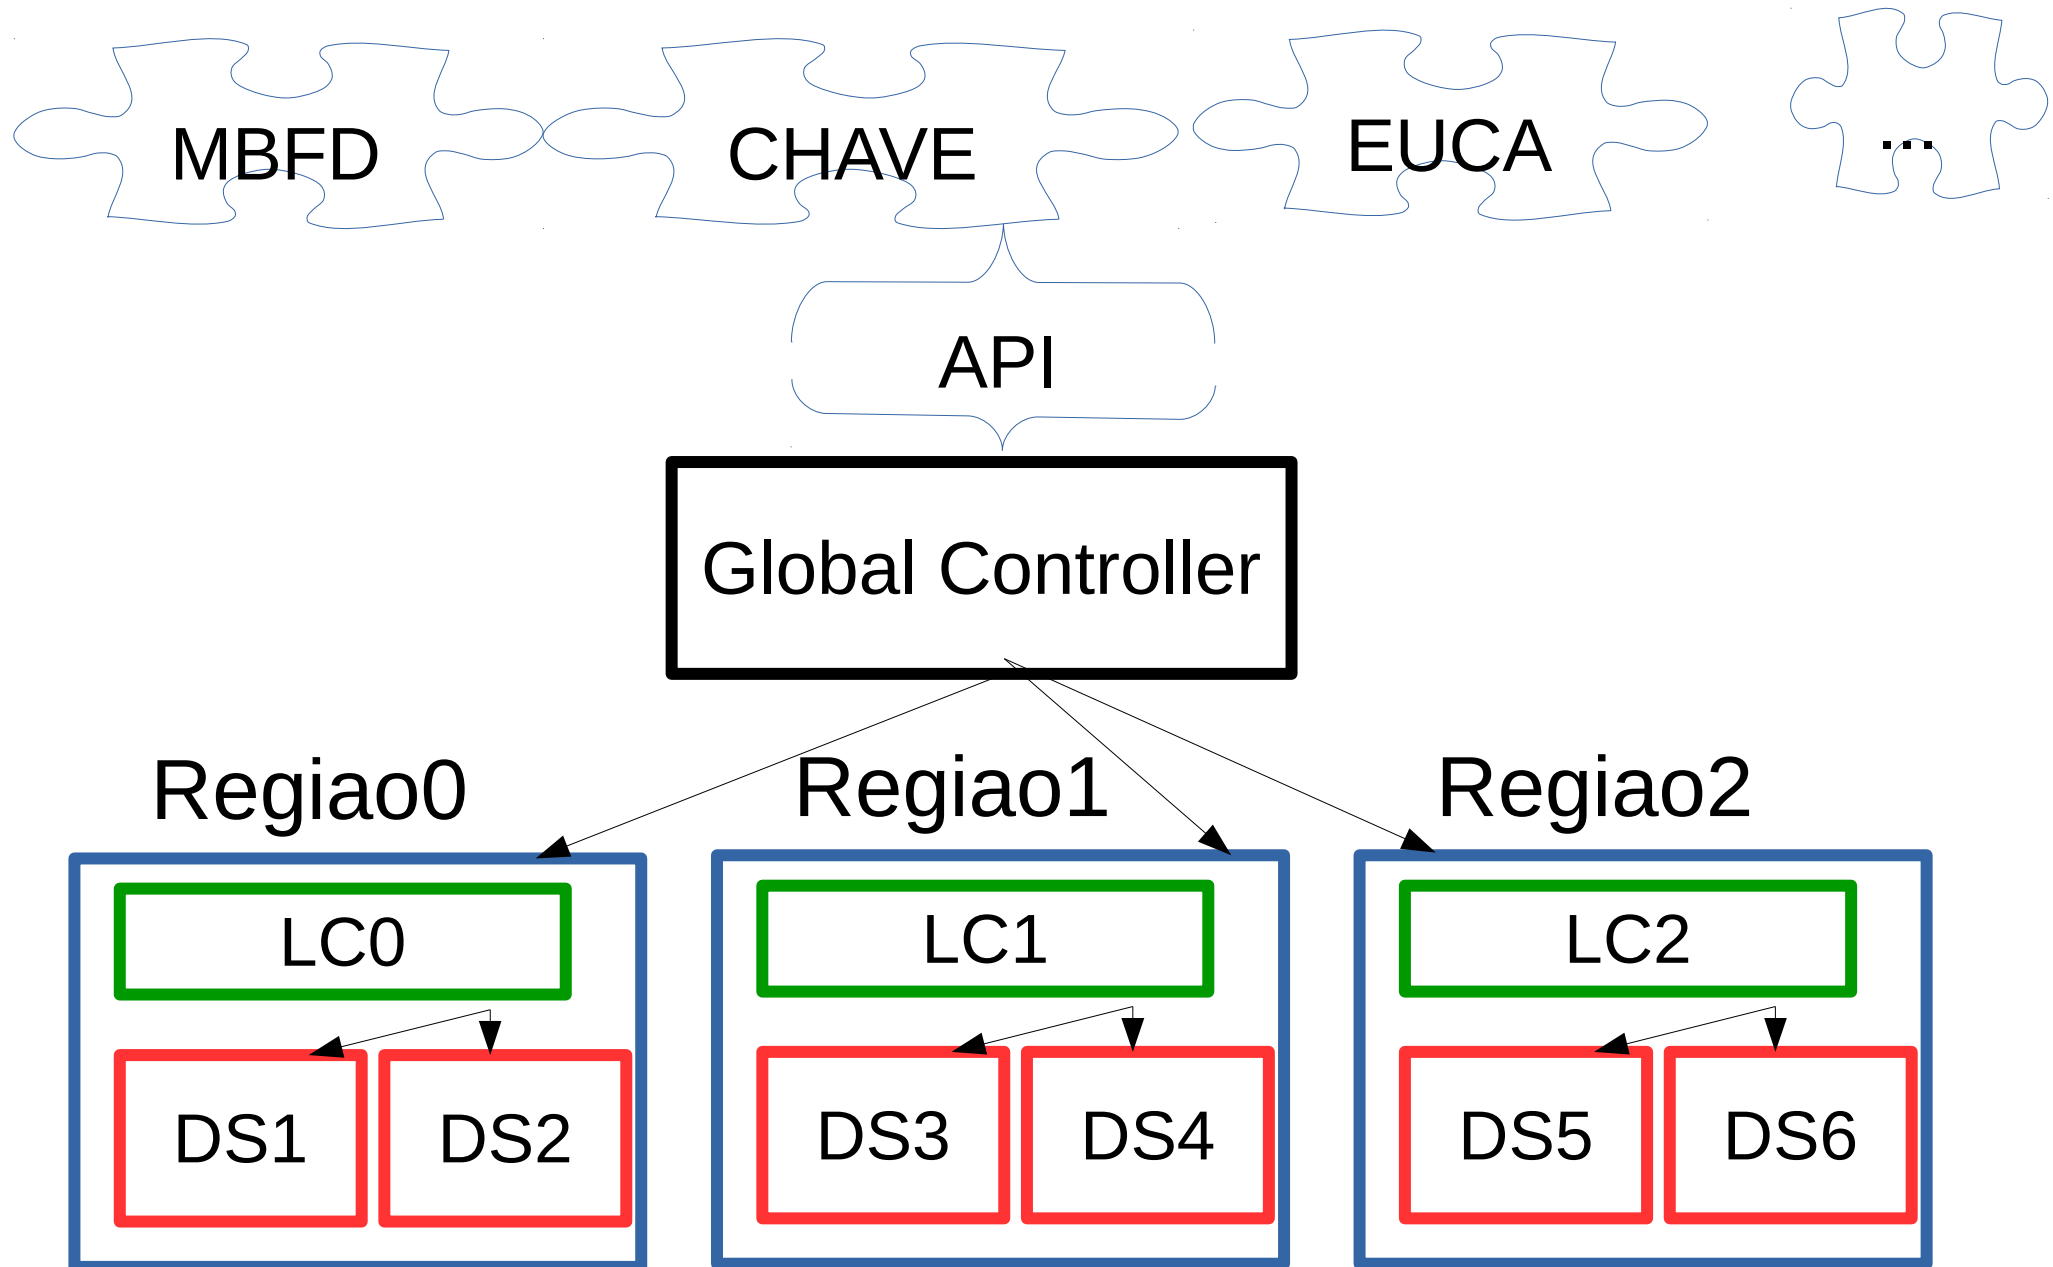 MBFD
CHAVE
EUCA
...
API
Global Controller
Regiao0
Regiao1
Regiao2
LC0
LC1
LC2
DS1
DS2
DS3
DS4
DS5
DS6